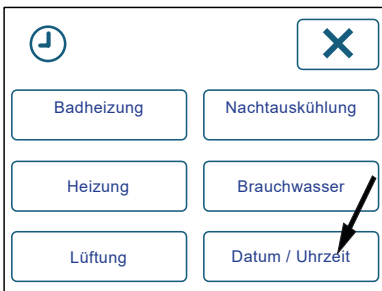 Badheizung
Nachtauskühlung
Heizung
Brauchwasser
Lüftung
Datum / Uhrzeit